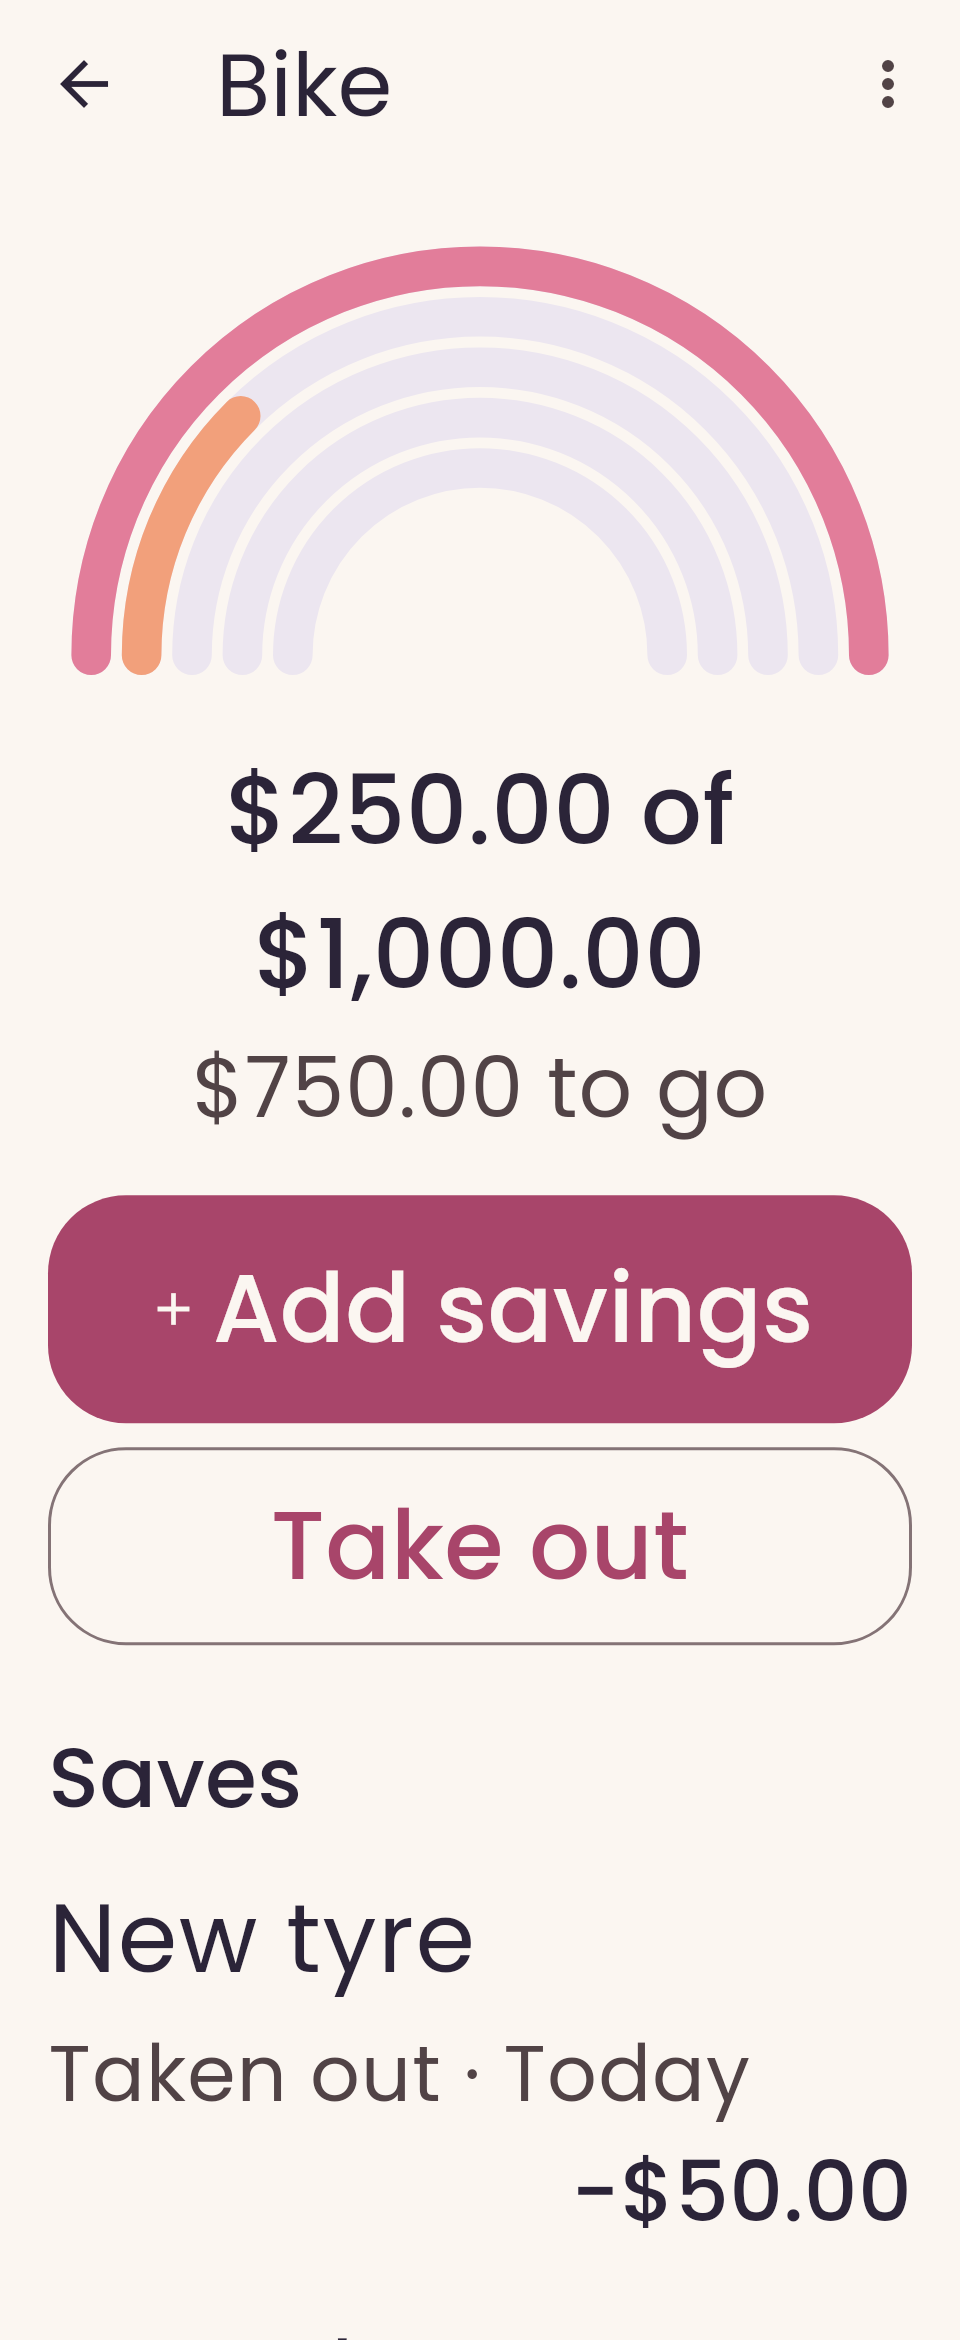 Bike
$250.00 of
$1,000.00
$750.00 to go
+ Add savings
Take out
Saves
New tyre
Taken out · Today
-$50.00